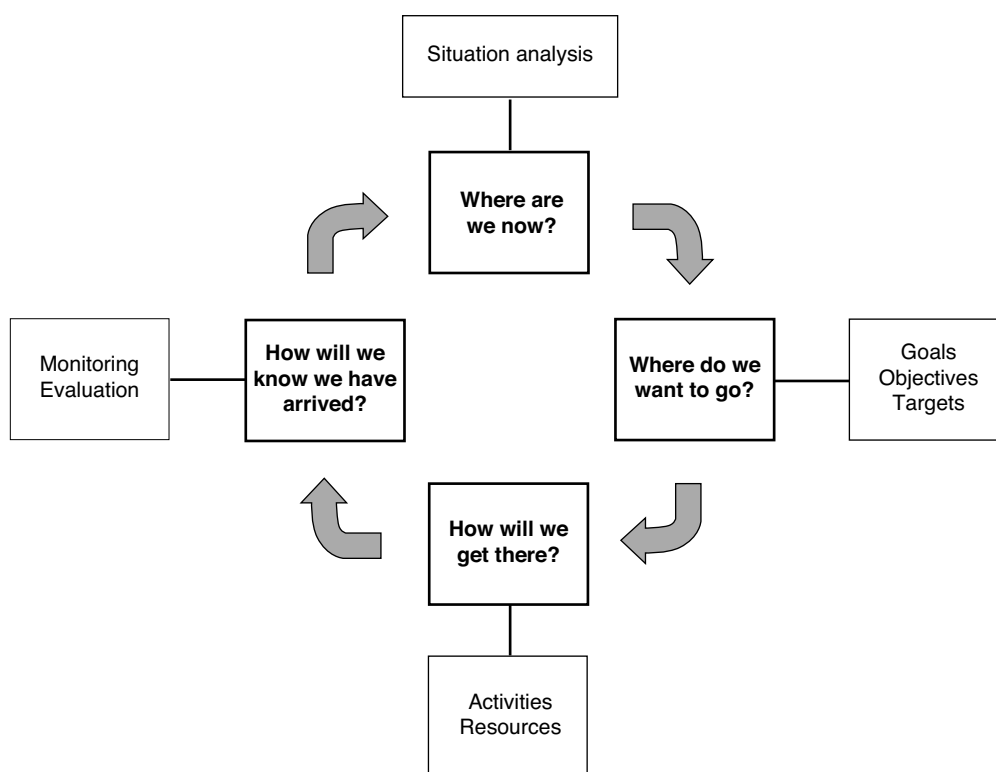 Situation analysis
Where are
we now?
Monitoring
Evaluation
How will we
know we have
arrived?
Where do we
want to go?
Goals
Objectives
Targets
How will we
get there?
Activities
Resources